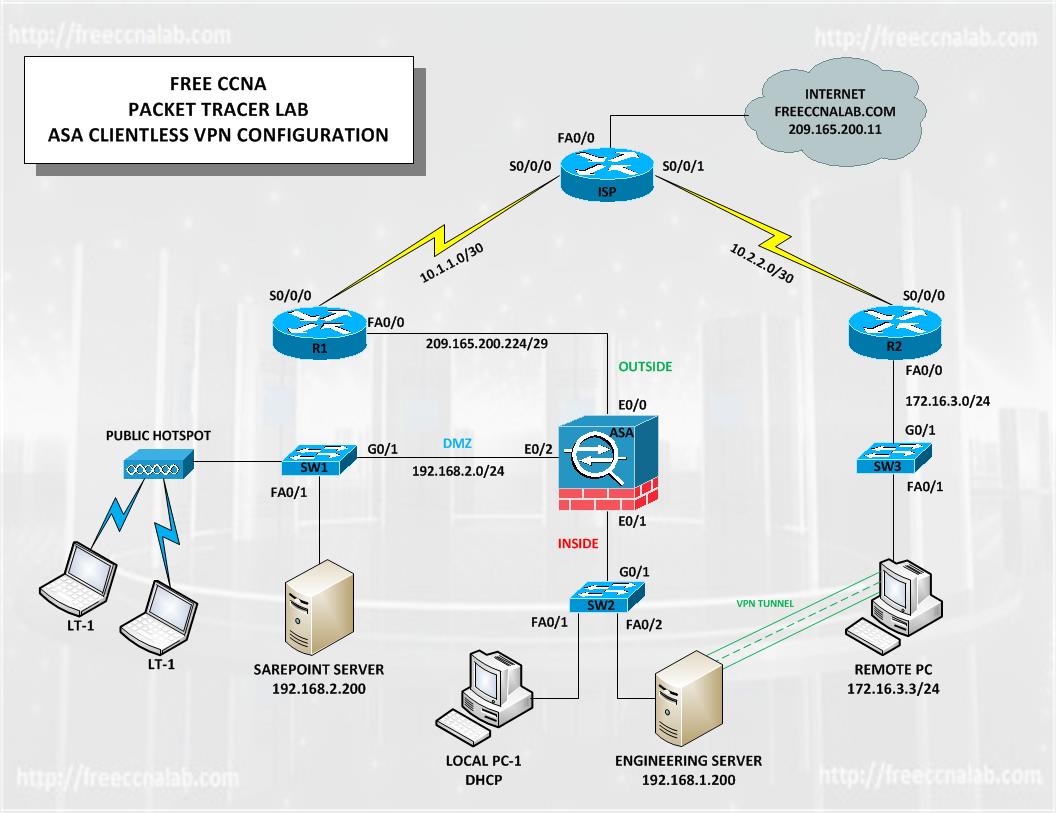 http://freeccnalab.com
http://freeccnalab.com
FREE CCNA
PACKET TRACER LAB
ASA CLIENTLESS VPN CONFIGURATION
INTERNET
FREECCNALAB.COM
209.165.200.11
FA0/0
S0/0/0
S0/0/1
ISP
10.1.1.0/30
10.2.2.0/30
S0/0/0
S0/0/0
FA0/0
R1
R2
209.165.200.224/29
OUTSIDE
FA0/0
172.16.3.0/24
E0/0
ASA
PUBLIC HOTSPOT
G0/1
DMZ
E0/2
G0/1
SW1
192.168.2.0/24
SW3
FA0/1
FA0/1
E0/1
INSIDE
G0/1
SW2
FA0/1
FA0/2
VPN TUNNEL
LT-1
LT-1
SAREPOINT SERVER
192.168.2.200
REMOTE PC
172.16.3.3/24
LOCAL PC-1
DHCP
ENGINEERING SERVER
192.168.1.200
http://freeccnalab.com
http://freeccnalab.com